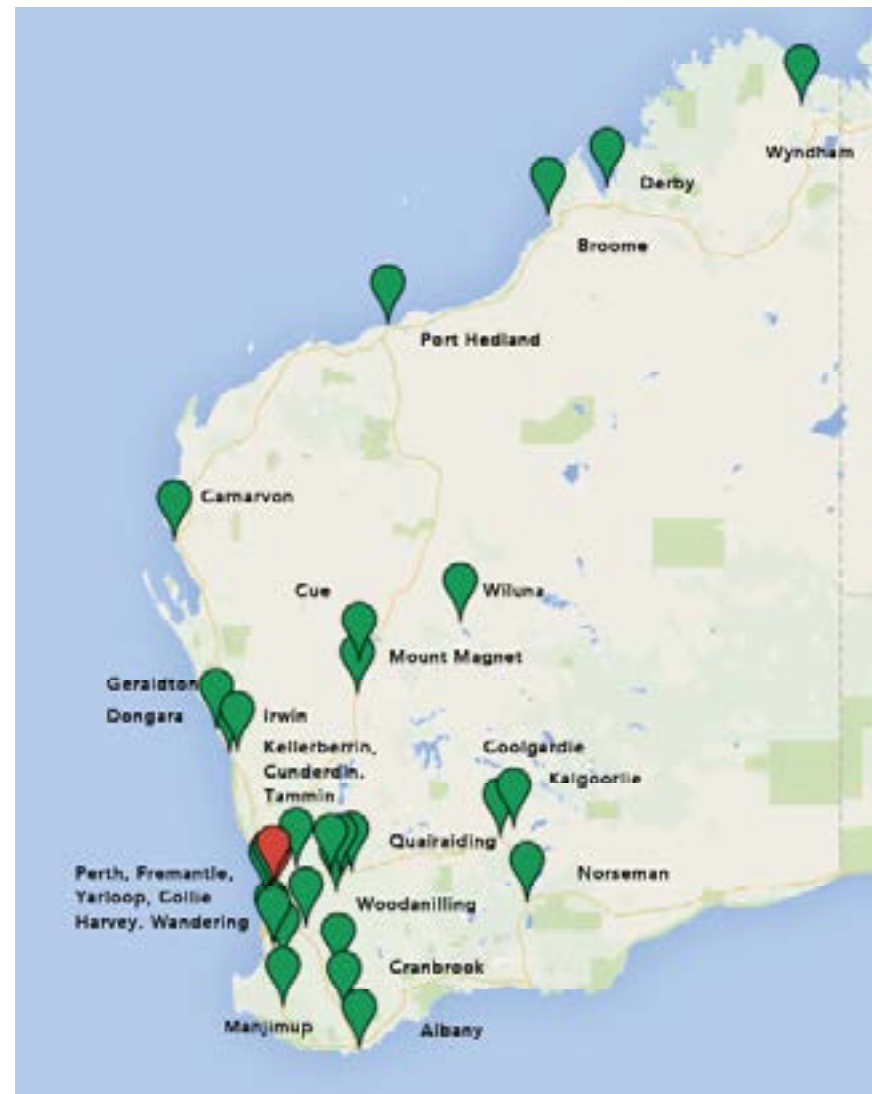 Wyndham
Derby
Broome
Port Hedland
Carnarvon
Cue
Wiluna
Mount Magnet
Geraldton
Dongara
Irwin
Kellerberrin,
Cunderdin,
Tammin
Coolgardie
Kalgoorlie
Quairaiding
Perth, Fremantle,
Yarloop, Collie
Harvey, Wandering
Norseman
Woodanilling
Cranbrook
Manjimup
Albany